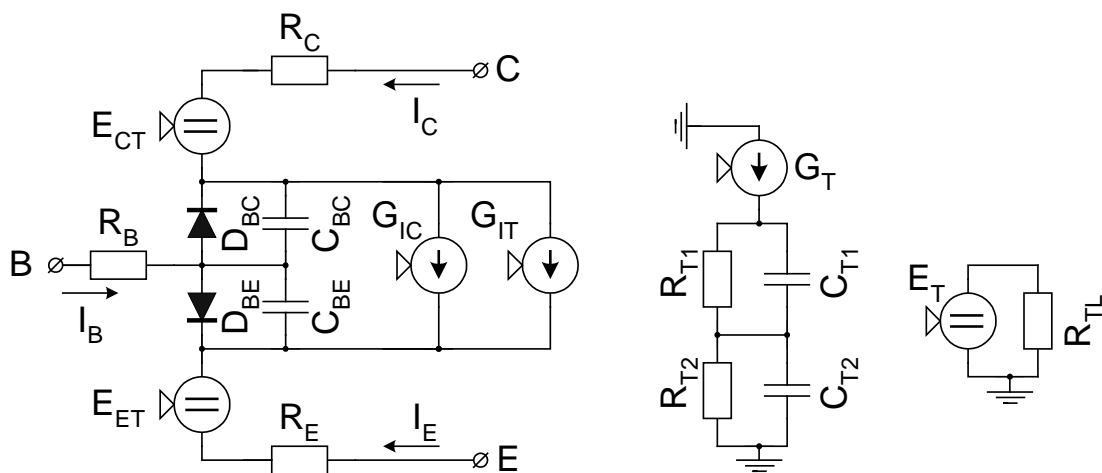 R_C
C
I_C
E_CT
G_T
R_B
D_BC
C_BC
G_IC
G_IT
B
I_B
D_BE
C_BE
R_T1
C_T1
E_T
R_TL
E_ET
R_T2
C_T2
R_E
I_E
E